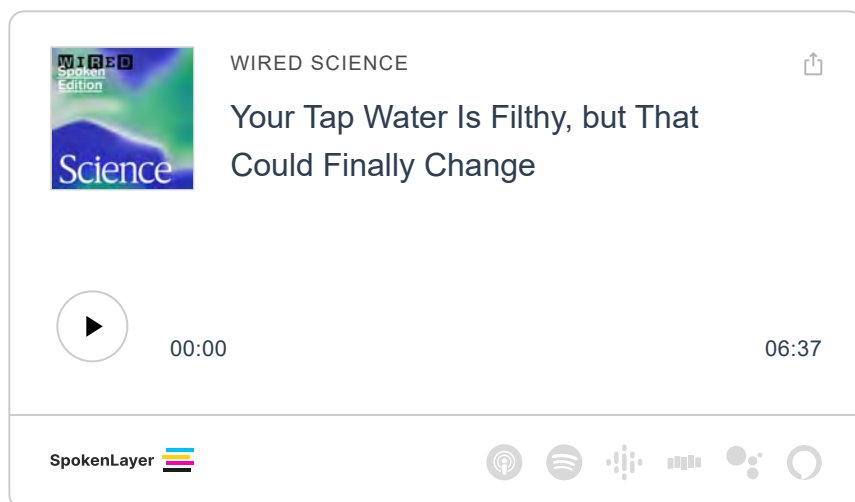 WIRED
Spoken
Edition
Science
WIRED SCIENCE
Your Tap Water Is Filthy, but That
Could Finally Change
00:00
06:37
SpokenLayer